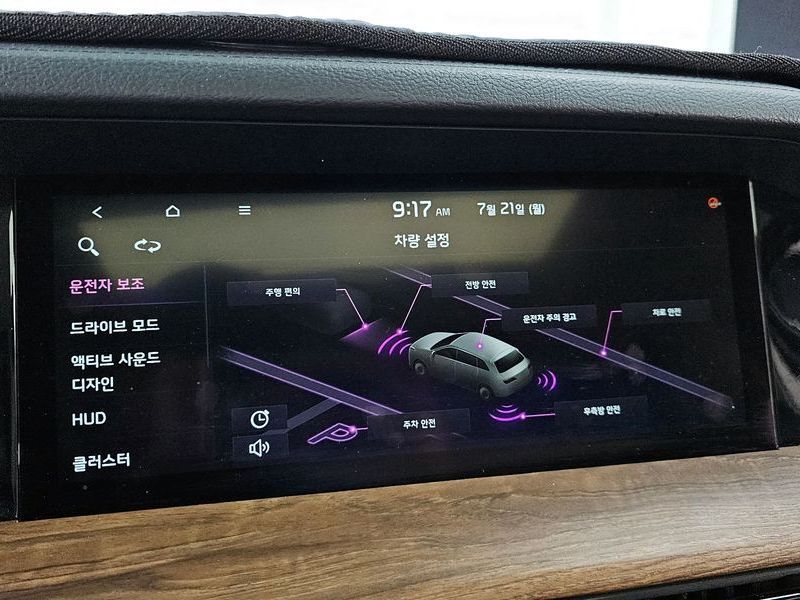 9:17 AM 7월 21일 (월)
차량 설정
운전자 보조
드라이브 모드
액티브 사운드
디자인
HUD
클러스터
주행 편의
전방 안전
운전자 주의 경고
차로 안전
주차 안전
후측방 안전
P